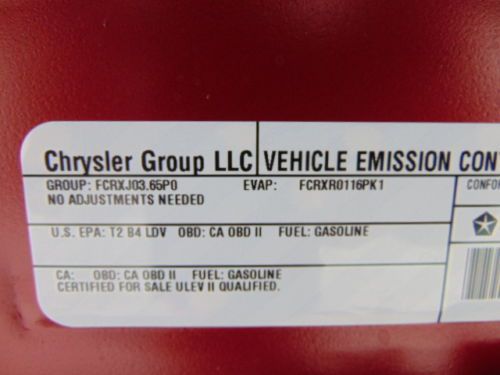 Chrysler Group LLC VEHICLE EMISSION CON
GROUP: FCRXJ03.65P0 EVAP: FCRXR0116PK1 CONFOR
NO ADJUSTMENTS NEEDED
U.S. EPA: T2 B4 LDV OBD: CA OBD II FUEL: GASOLINE
CA: OBD: CA OBD II FUEL: GASOLINE
CERTIFIED FOR SALE ULEV II QUALIFIED.